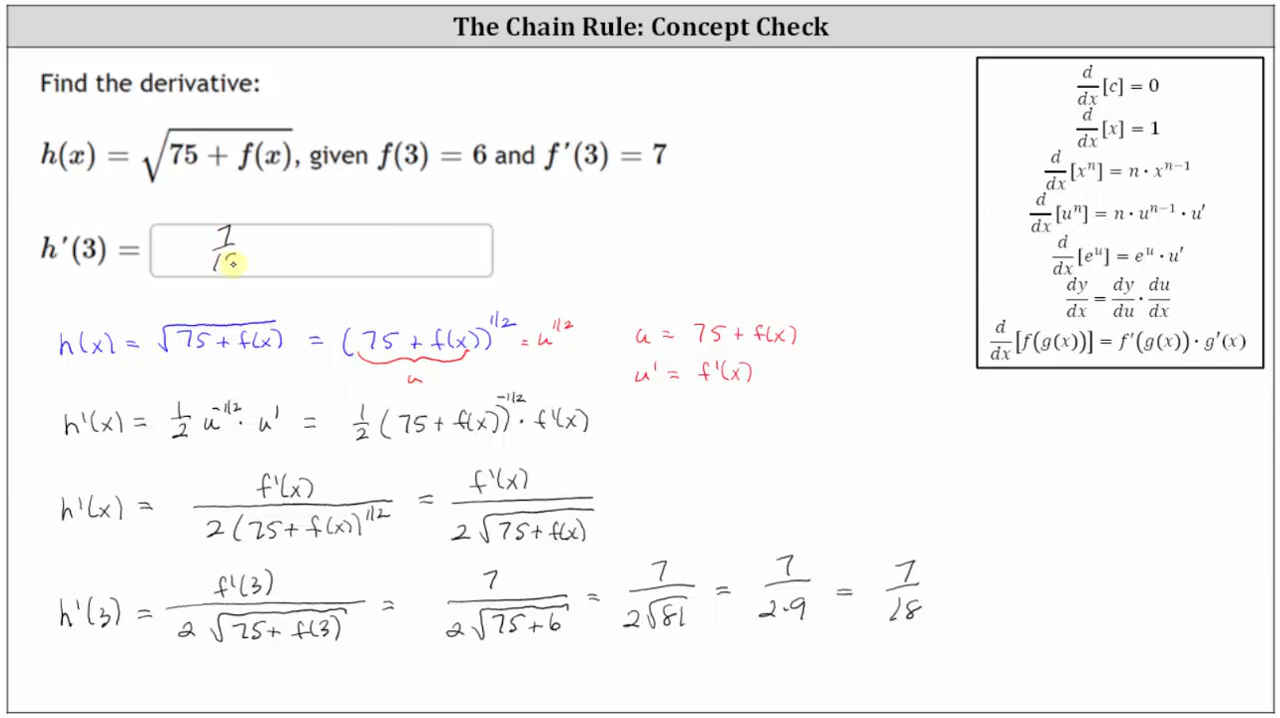 The Chain Rule: Concept Check
Find the derivative:
h(x) = √(75 + f(x)), given f(3) = 6 and f′(3) = 7
h′(3) = 7/18
h(x) = √(75+f(x)) = (75 + f(x))^1/2 = u^1/2
u
u = 75 + f(x)
u' = f'(x)
h'(x) = 1/2 u^-1/2 · u' = 1/2 (75 + f(x))^-1/2 · f'(x)
h'(x) = f'(x)/2(75+f(x))^1/2 = f'(x)/2√(75+f(x))
h'(3) = f'(3)/2√(75+f(3)) = 7/2√(75+6) = 7/2√81 = 7/2·9 = 7/18
d/dx[c] = 0
d/dx[x] = 1
d/dx[xⁿ] = n · xⁿ⁻¹
d/dx[uⁿ] = n · uⁿ⁻¹ · u′
d/dx[eᵘ] = eᵘ · u′
dy/dx = dy/du · du/dx
d/dx[f(g(x))] = f′(g(x)) · g′(x)